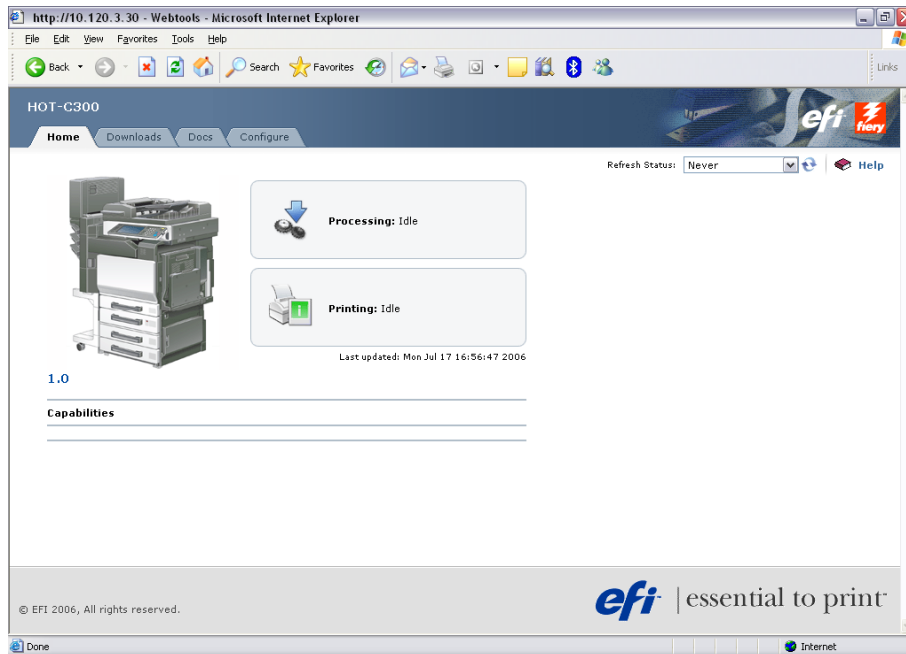 http://10.120.3.30 - Webtools - Microsoft Internet Explorer
File Edit View Favorites Tools Help
Back Search Favorites Links
HOT-C300
efi fiery
Home Downloads Docs Configure
Refresh Status: Never Help
Processing: Idle
Printing: Idle
Last updated: Mon Jul 17 16:56:47 2006
1.0
Capabilities
© EFI 2006, All rights reserved.
efi essential to print
Done Internet